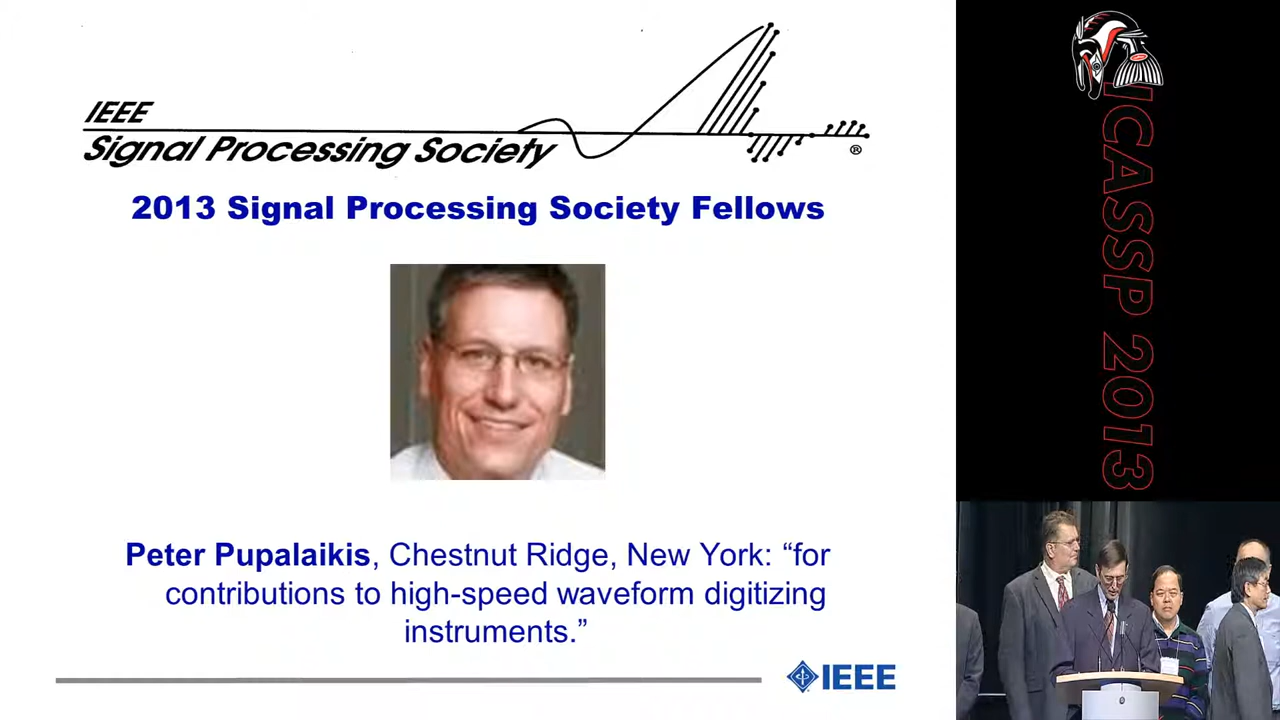 IEEE
Signal Processing Society
®
2013 Signal Processing Society Fellows
Peter Pupalaikis, Chestnut Ridge, New York: “for
contributions to high-speed waveform digitizing
instruments.”
IEEE
ICASSP 2013